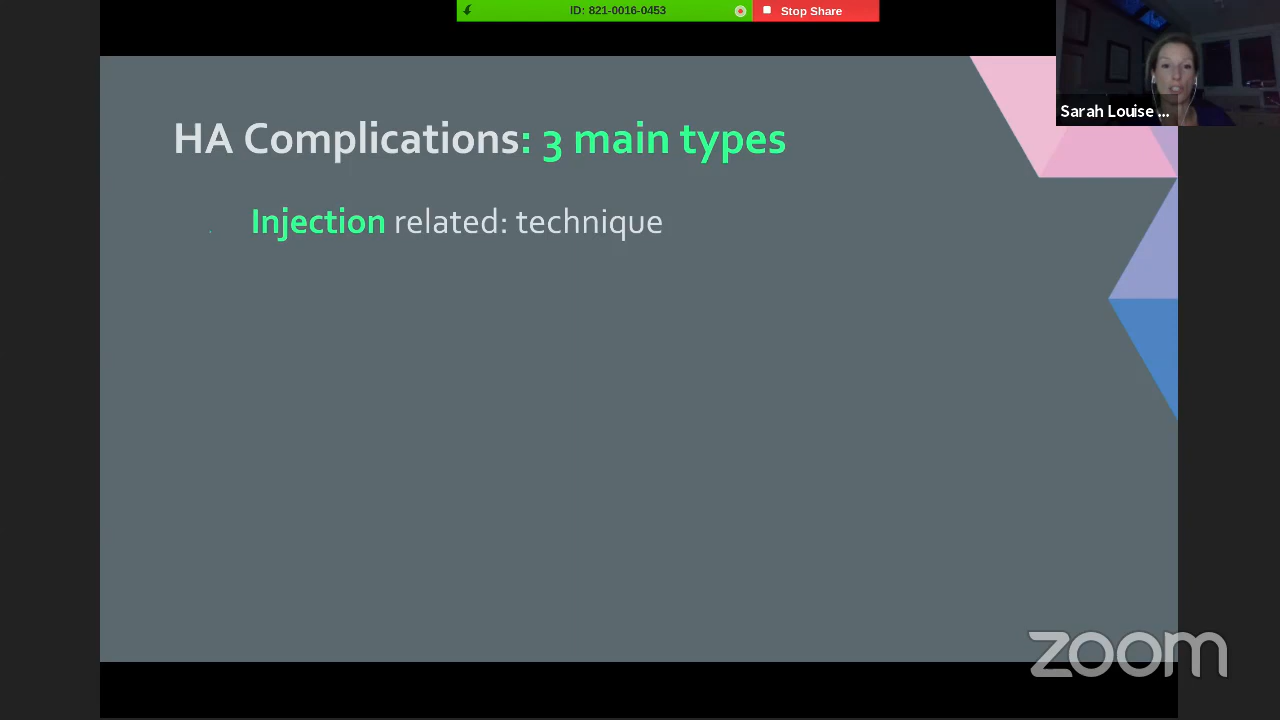 ID: 821-0016-0453
Stop Share
Sarah Louise ...
HA Complications: 3 main types
Injection related: technique
zoom